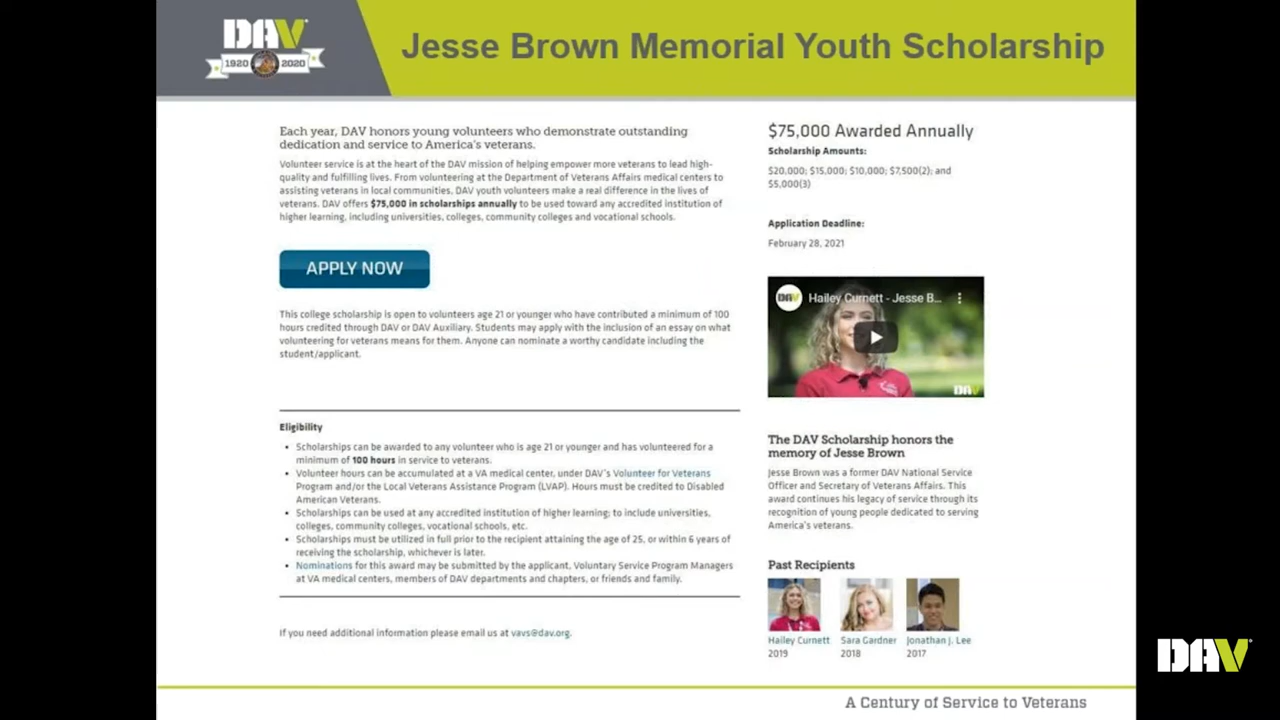 DAV
1920 2020
Jesse Brown Memorial Youth Scholarship
Each year, DAV honors young volunteers who demonstrate outstanding
dedication and service to America's veterans.
Volunteer service is at the heart of the DAV mission of helping empower more veterans to lead high-
quality and fulfilling lives. From volunteering at the Department of Veterans Affairs medical centers to
assisting veterans in local communities, DAV youth volunteers make a real difference in the lives of
veterans. DAV offers $75,000 in scholarships annually to be used toward any accredited institution of
higher learning, including universities, colleges, community colleges and vocational schools.
APPLY NOW
This college scholarship is open to volunteers age 21 or younger who have contributed a minimum of 100
hours credited through DAV or DAV Auxiliary. Students may apply with the inclusion of an essay on what
volunteering for veterans means for them. Anyone can nominate a worthy candidate including the
student/applicant.
Eligibility
• Scholarships can be awarded to any volunteer who is age 21 or younger and has volunteered for a
minimum of 100 hours in service to veterans.
• Volunteer hours can be accumulated at a VA medical center, under DAV's Volunteer for Veterans
Program and/or the Local Veterans Assistance Program (LVAP). Hours must be credited to Disabled
American Veterans.
• Scholarships can be used at any accredited institution of higher learning; to include universities,
colleges, community colleges, vocational schools, etc.
• Scholarships must be utilized in full prior to the recipient attaining the age of 25, or within 6 years of
receiving the scholarship, whichever is later.
• Nominations for this award may be submitted by the applicant, Voluntary Service Program Managers
at VA medical centers, members of DAV departments and chapters, or friends and family.
If you need additional information please email us at vavs@dav.org.
$75,000 Awarded Annually
Scholarship Amounts:
$20,000; $15,000; $10,000; $7,500(2); and
$5,000(3)
Application Deadline:
February 28, 2021
DAV
Hailey Curnett - Jesse B...
DAV
The DAV Scholarship honors the
memory of Jesse Brown
Jesse Brown was a former DAV National Service
Officer and Secretary of Veterans Affairs. This
award continues his legacy of service through its
recognition of young people dedicated to serving
America's veterans.
Past Recipients
Hailey Curnett
2019
Sara Gardner
2018
Jonathan J. Lee
2017
DAV
A Century of Service to Veterans